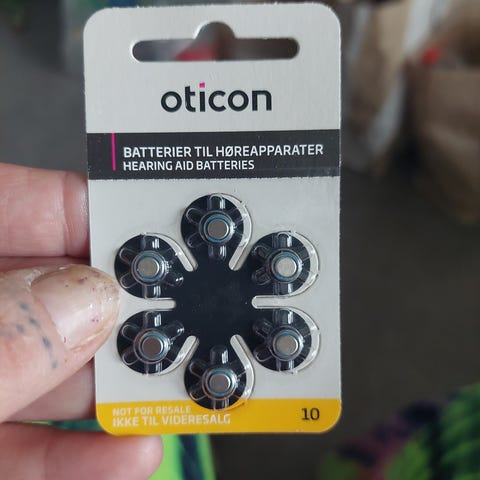 oticon
BATTERIER TIL HØREAPPARATER
HEARING AID BATTERIES
NOT FOR RESALE
IKKE TIL VIDERESALG
10